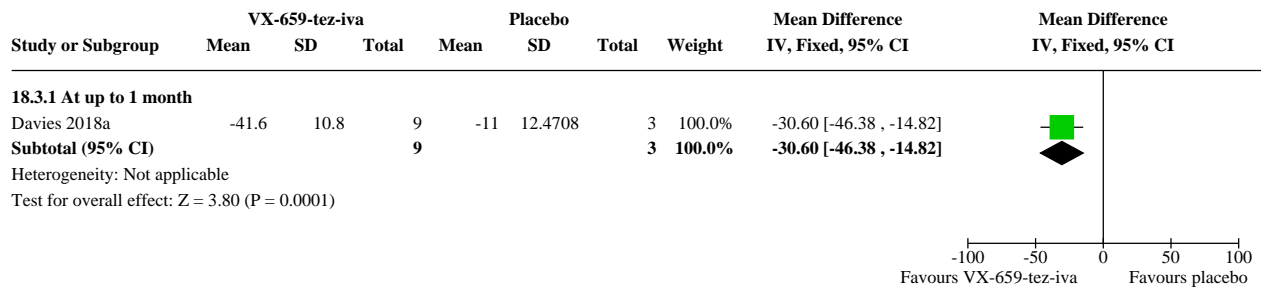 VX-659-tez-iva Placebo Mean Difference Mean Difference
Study or Subgroup Mean SD Total Mean SD Total Weight IV, Fixed, 95% CI IV, Fixed, 95% CI
18.3.1 At up to 1 month
Davies 2018a -41.6 10.8 9 -11 12.4708 3 100.0% -30.60 [-46.38 , -14.82]
Subtotal (95% CI) 9 3 100.0% -30.60 [-46.38 , -14.82]
Heterogeneity: Not applicable
Test for overall effect: Z = 3.80 (P = 0.0001)
-100 -50 0 50 100
Favours VX-659-tez-iva Favours placebo